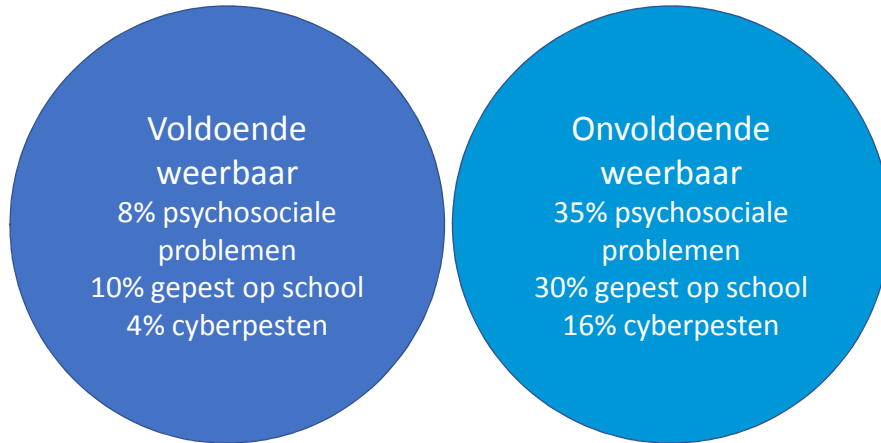 Voldoende
weerbaar
8% psychosociale
problemen
10% gepest op school
4% cyberpesten
Onvoldoende
weerbaar
35% psychosociale
problemen
30% gepest op school
16% cyberpesten